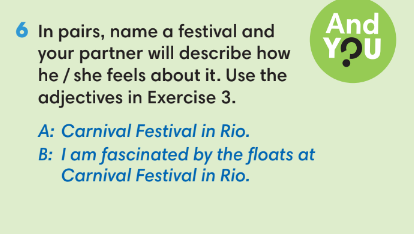 6 In pairs, name a festival and
your partner will describe how
he / she feels about it. Use the
adjectives in Exercise 3.
And
Y?U
A: Carnival Festival in Rio.
B: I am fascinated by the floats at
Carnival Festival in Rio.